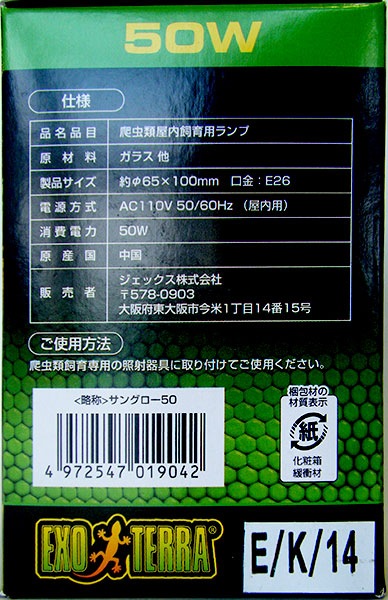 50W
仕様
品名品目 爬虫類屋内飼育用ランプ
原材料 ガラス 他
製品サイズ 約φ65×100mm 口金：E26
電源方式 AC110V 50/60Hz （屋内用）
消費電力 50W
原産国 中国
販売者 ジェックス株式会社
〒578-0903
大阪府東大阪市今米1丁目14番15号
ご使用方法
爬虫類飼育専用の照射器具に取り付けてご使用ください。
<略称>サングロー50
4 972547 019042
梱包材の
材質表示
紙
化粧箱
緩衝材
EXO TERRA®
E/K/14